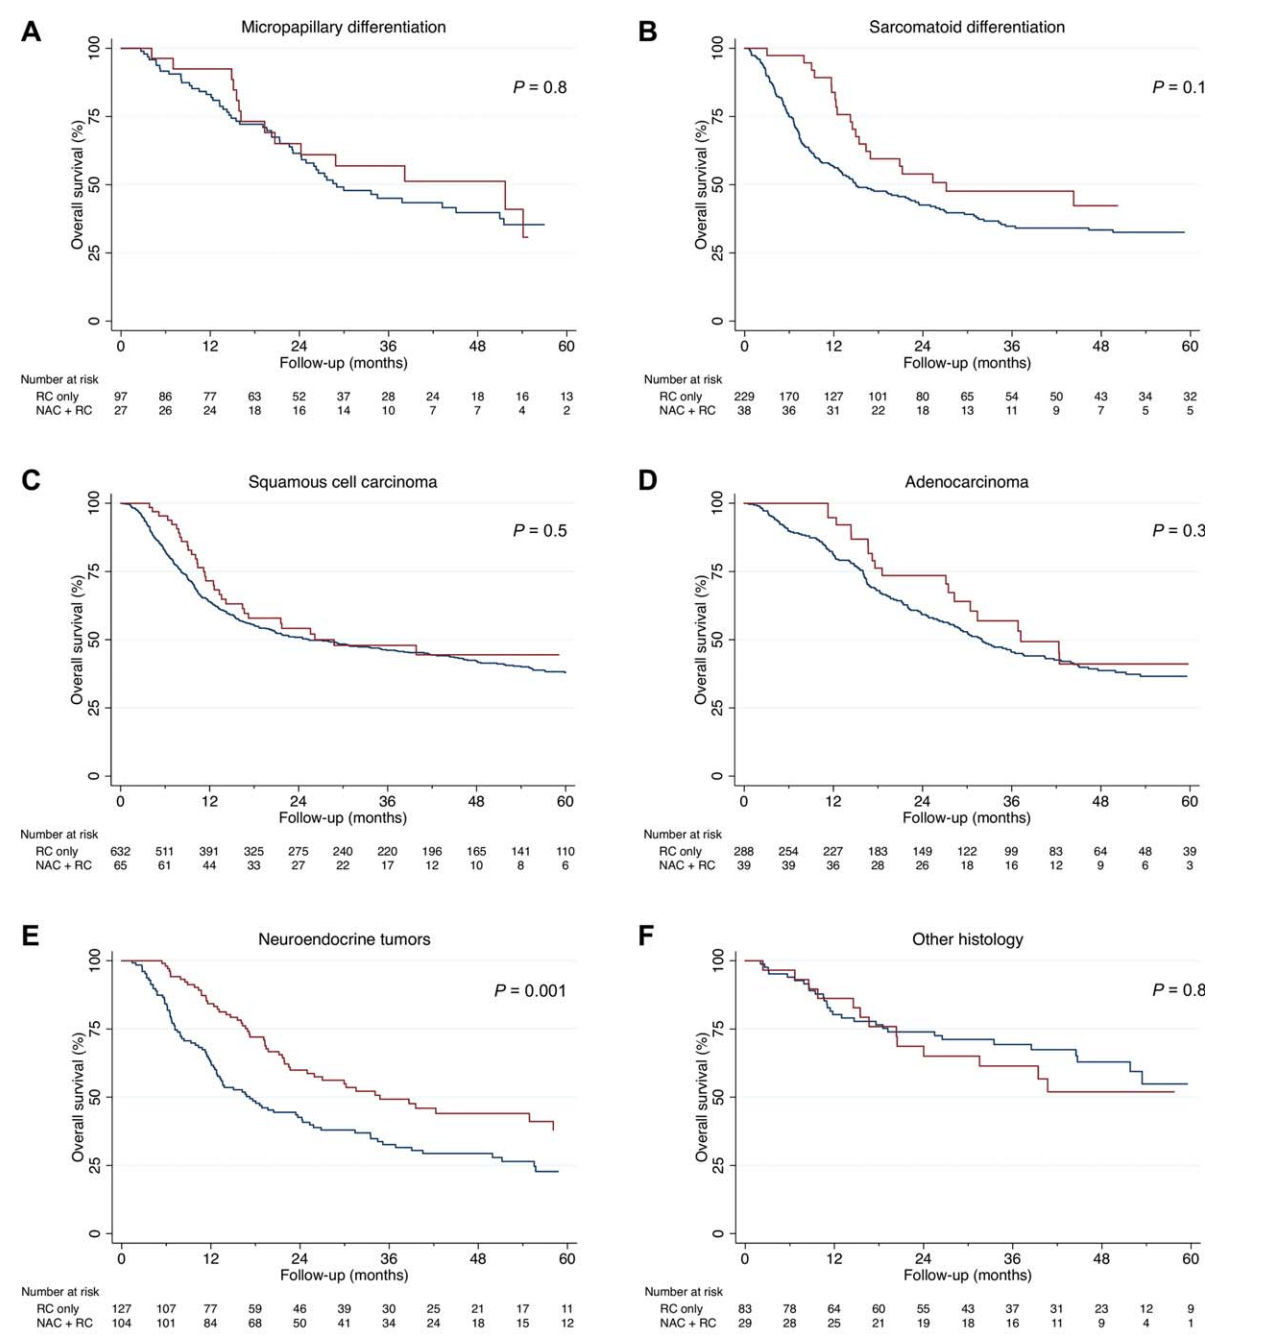 A
Micropapillary differentiation
P = 0.8
Overall survival (%)
100
75
50
25
0
0 12 24 36 48 60
Follow-up (months)
Number at risk
RC only 97 86 77 63 52 37 28 24 18 16 13
NAC + RC 27 26 24 18 16 14 10 7 7 4 2
B
Sarcomatoid differentiation
P = 0.1
Overall survival (%)
100
75
50
25
0
0 12 24 36 48 60
Follow-up (months)
Number at risk
RC only 229 170 127 101 80 65 54 50 43 34 32
NAC + RC 38 36 31 22 18 13 11 9 7 5 5
C
Squamous cell carcinoma
P = 0.5
Overall survival (%)
100
75
50
25
0
0 12 24 36 48 60
Follow-up (months)
Number at risk
RC only 632 511 391 325 275 240 220 196 165 141 110
NAC + RC 65 61 44 33 27 22 17 12 10 8 6
D
Adenocarcinoma
P = 0.3
Overall survival (%)
100
75
50
25
0
0 12 24 36 48 60
Follow-up (months)
Number at risk
RC only 288 254 227 183 149 122 99 83 64 48 39
NAC + RC 39 39 36 28 26 18 16 12 9 6 3
E
Neuroendocrine tumors
P = 0.001
Overall survival (%)
100
75
50
25
0
0 12 24 36 48 60
Follow-up (months)
Number at risk
RC only 127 107 77 59 46 39 30 25 21 17 11
NAC + RC 104 101 84 68 50 41 34 24 18 15 12
F
Other histology
P = 0.8
Overall survival (%)
100
75
50
25
0
0 12 24 36 48 60
Follow-up (months)
Number at risk
RC only 83 78 64 60 55 43 37 31 23 12 9
NAC + RC 29 28 25 21 19 18 16 11 9 4 1